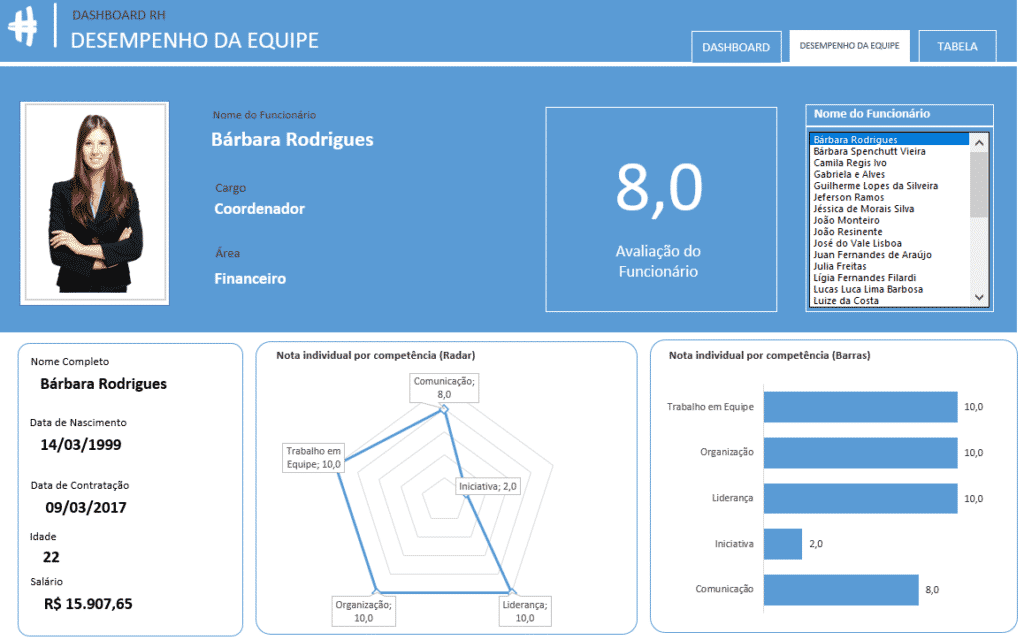 DASHBOARD RH
DESEMPENHO DA EQUIPE
DASHBOARD
DESEMPENHO DA EQUIPE
TABELA
Nome do Funcionário
Bárbara Rodrigues
Cargo
Coordenador
Área
Financeiro
8,0
Avaliação do
Funcionário
Nome do Funcionário
Bárbara Rodrigues
Bárbara Spenchutt Vieira
Camila Regis Ivo
Gabriela e Alves
Guilherme Lopes da Silveira
Jeferson Ramos
Jéssica de Morais Silva
João Monteiro
João Resinente
José do Vale Lisboa
Juan Fernandes de Araújo
Julia Freitas
Lígia Fernandes Filardi
Lucas Luca Lima Barbosa
Luize da Costa
Nome Completo
Bárbara Rodrigues
Data de Nascimento
14/03/1999
Data de Contratação
09/03/2017
Idade
22
Salário
R$ 15.907,65
Nota individual por competência (Radar)
Comunicação;
8,0
Trabalho em
Equipe; 10,0
Iniciativa; 2,0
Organização;
10,0
Liderança;
10,0
Nota individual por competência (Barras)
Trabalho em Equipe 10,0
Organização 10,0
Liderança 10,0
Iniciativa 2,0
Comunicação 8,0